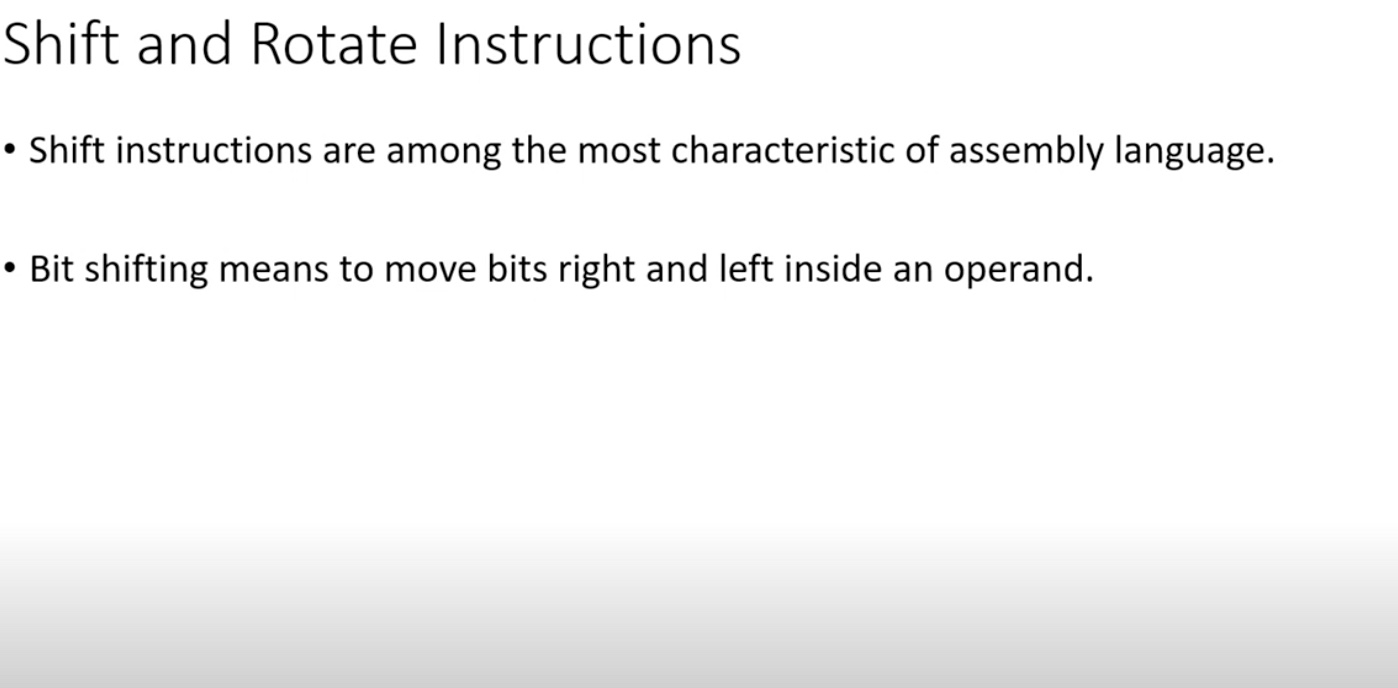 Shift and Rotate Instructions
• Shift instructions are among the most characteristic of assembly language.
• Bit shifting means to move bits right and left inside an operand.